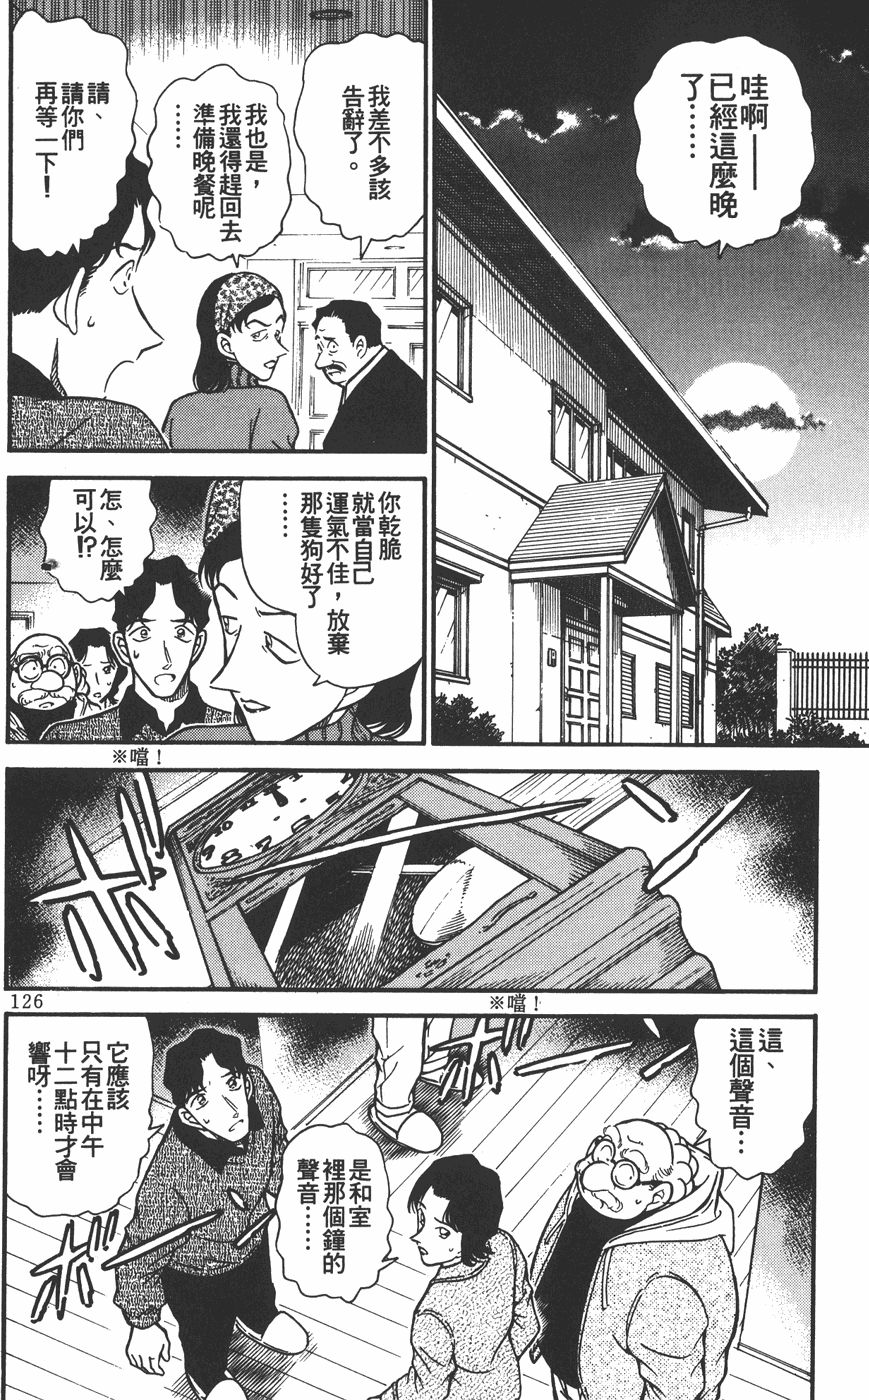 哇啊——
已經這麼晚
了……
我差不多該
告辭了。
我也是，
我還得趕回去
準備晚餐呢
……
請、
請你們
再等一下！
你乾脆
就當自己
運氣不佳，放棄
那隻狗好了
……
怎、怎麼
可以!?
※噹！
126
※噹！
這、
這個聲音…
是和室
裡那個鐘的
聲音……
它應該
只有在中午
十二點時才會
響呀……